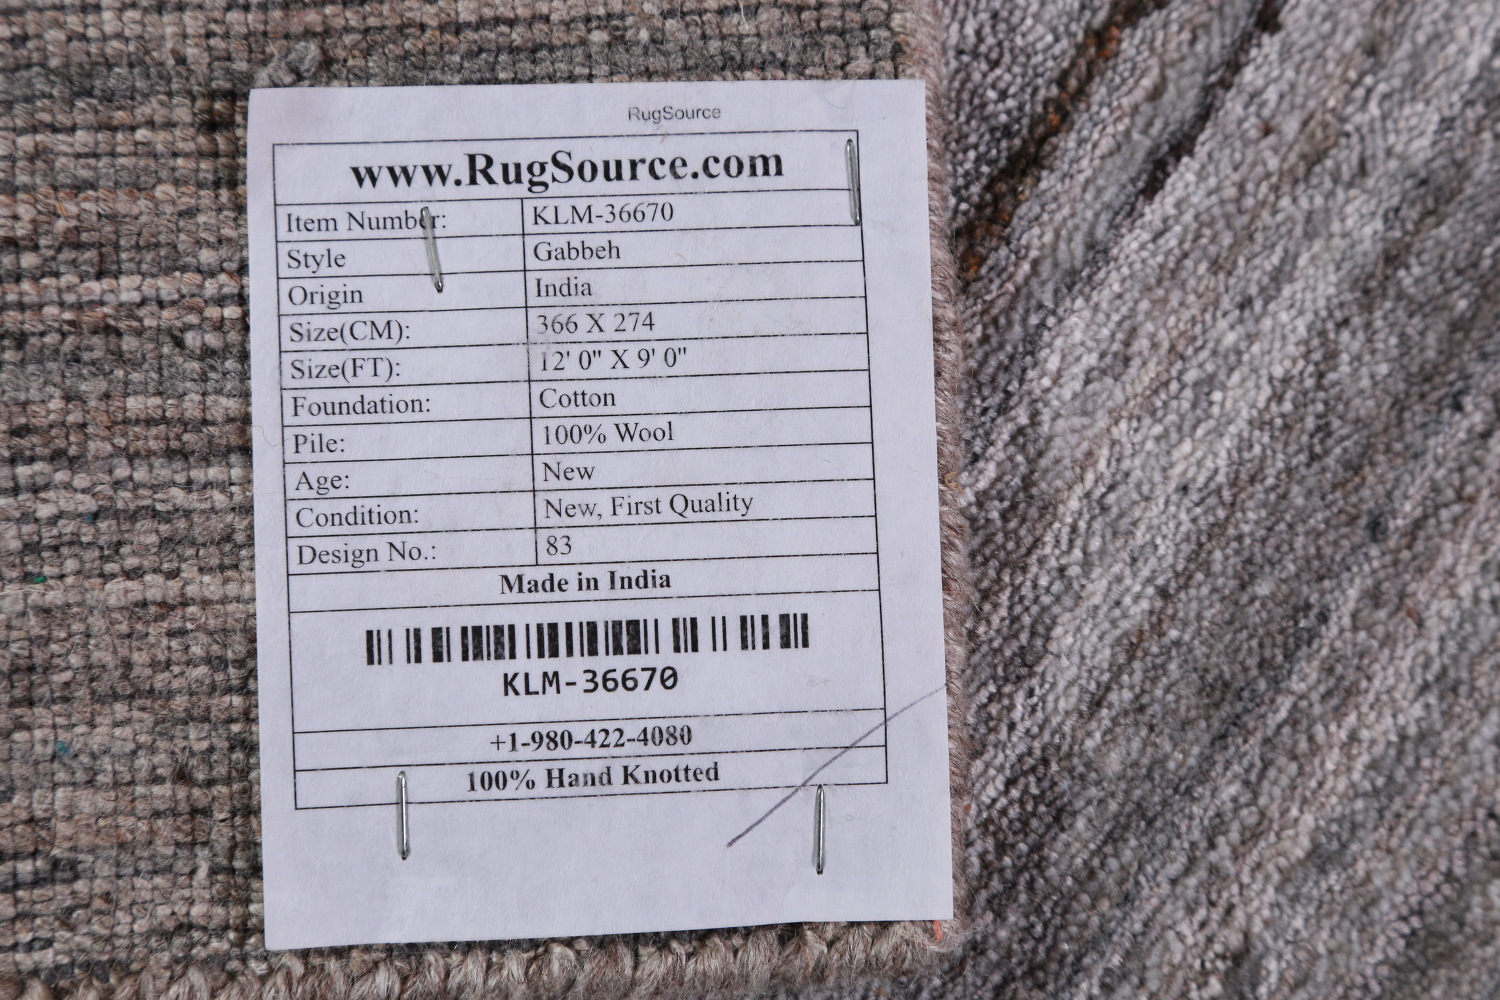 RugSource
www.RugSource.com
Item Number: KLM-36670
Style Gabbeh
Origin India
Size(CM): 366 X 274
Size(FT): 12' 0" X 9' 0"
Foundation: Cotton
Pile: 100% Wool
Age: New
Condition: New, First Quality
Design No.: 83
Made in India
KLM-36670
+1-980-422-4080
100% Hand Knotted